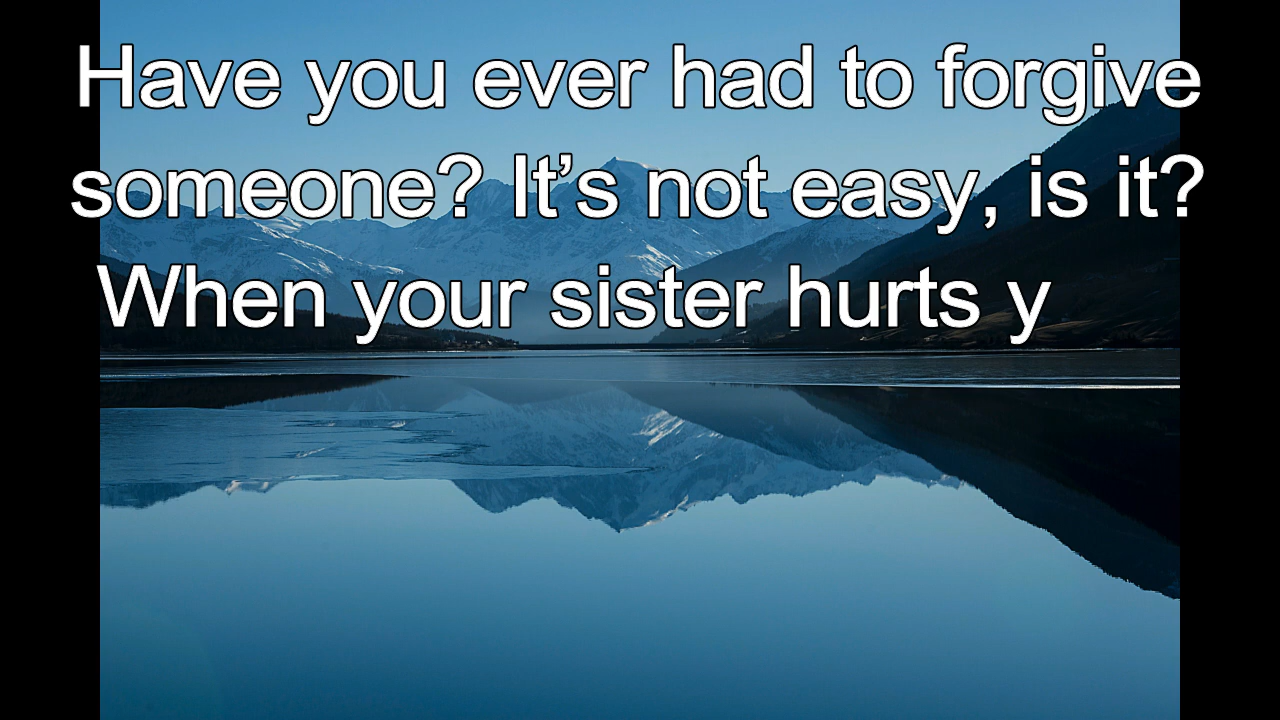 Have you ever had to forgive
someone? It’s not easy, is it?
When your sister hurts y